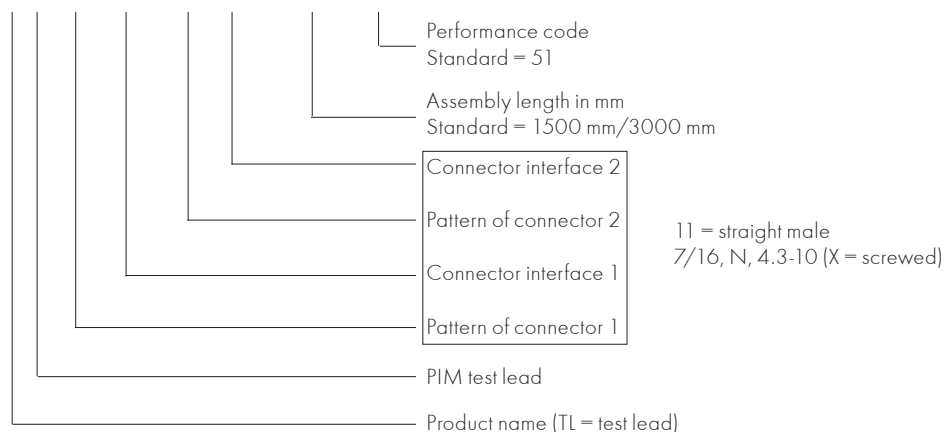 Performance code
Standard = 51
Assembly length in mm
Standard = 1500 mm/3000 mm
Connector interface 2
Pattern of connector 2
11 = straight male
7/16, N, 4.3-10 (X = screwed)
Connector interface 1
Pattern of connector 1
PIM test lead
Product name (TL = test lead)